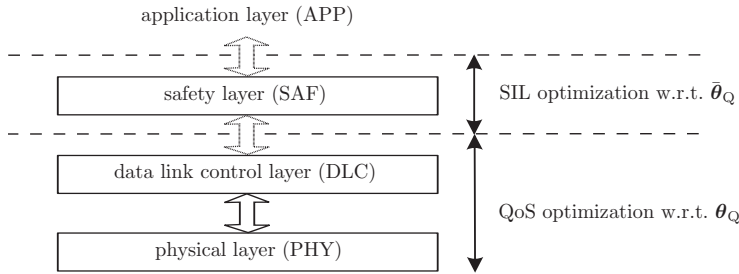 application layer (APP)
safety layer (SAF)
SIL optimization w.r.t. θ̄_Q
data link control layer (DLC)
QoS optimization w.r.t. θ_Q
physical layer (PHY)